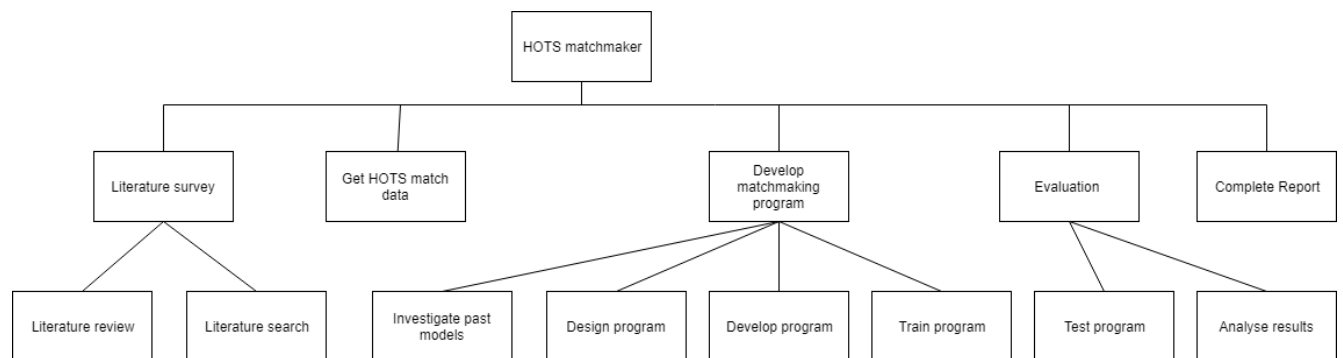 HOTS matchmaker
Literature survey
Get HOTS match
data
Develop
matchmaking
program
Evaluation
Complete Report
Literature review
Literature search
Investigate past
models
Design program
Develop program
Train program
Test program
Analyse results